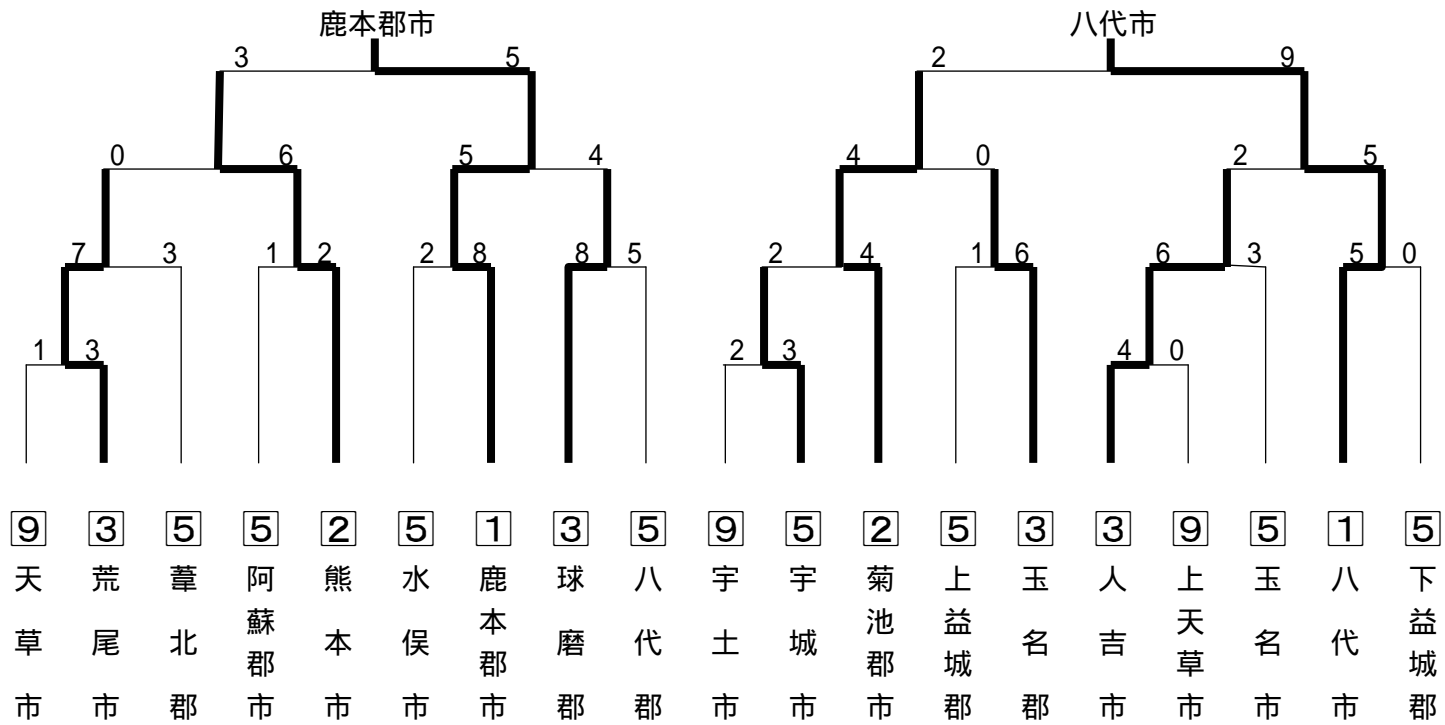 鹿本郡市 八代市
3 5 2 9
0 6 5 4 4 0 2 5
7 3 1 2 2 8 8 5 2 4 1 6 6 3 5 0
1 3 2 3 4 0
9 3 5 5 2 5 1 3 5 9 5 2 5 3 3 9 5 1 5
天草市
荒尾市
葦北郡
阿蘇郡市
熊本市
水俣市
鹿本郡市
球磨郡
八代郡
宇土市
宇城市
菊池郡市
上益城郡
玉名郡
人吉市
上天草市
玉名市
八代市
下益城郡